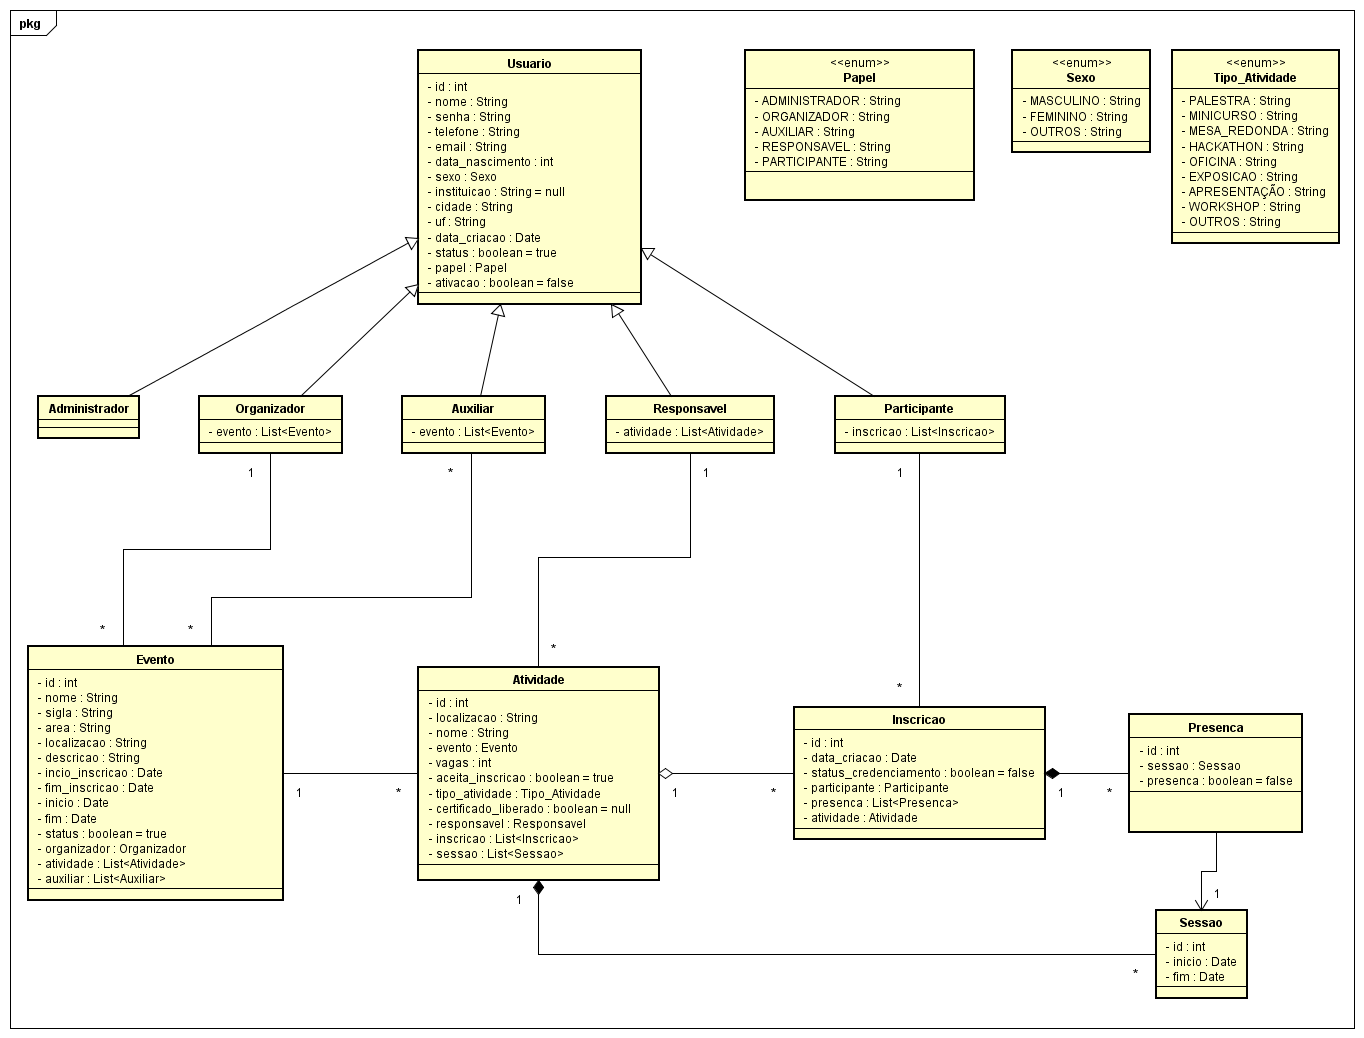 pkg
Usuario
- id : int
- nome : String
- senha : String
- telefone : String
- email : String
- data_nascimento : int
- sexo : Sexo
- instituicao : String = null
- cidade : String
- uf : String
- data_criacao : Date
- status : boolean = true
- papel : Papel
- ativacao : boolean = false
<<enum>>
Papel
- ADMINISTRADOR : String
- ORGANIZADOR : String
- AUXILIAR : String
- RESPONSAVEL : String
- PARTICIPANTE : String
<<enum>>
Sexo
- MASCULINO : String
- FEMININO : String
- OUTROS : String
<<enum>>
Tipo_Atividade
- PALESTRA : String
- MINICURSO : String
- MESA_REDONDA : String
- HACKATHON : String
- OFICINA : String
- EXPOSICAO : String
- APRESENTAÇÃO : String
- WORKSHOP : String
- OUTROS : String
Administrador
Organizador
- evento : List<Evento>
Auxiliar
- evento : List<Evento>
Responsavel
- atividade : List<Atividade>
Participante
- inscricao : List<Inscricao>
1
*
1
1
*
*
*
*
Evento
- id : int
- nome : String
- sigla : String
- area : String
- localizacao : String
- descricao : String
- incio_inscricao : Date
- fim_inscricao : Date
- inicio : Date
- fim : Date
- status : boolean = true
- organizador : Organizador
- atividade : List<Atividade>
- auxiliar : List<Auxiliar>
1
*
Atividade
- id : int
- localizacao : String
- nome : String
- evento : Evento
- vagas : int
- aceita_inscricao : boolean = true
- tipo_atividade : Tipo_Atividade
- certificado_liberado : boolean = null
- responsavel : Responsavel
- inscricao : List<Inscricao>
- sessao : List<Sessao>
1
*
Inscricao
- id : int
- data_criacao : Date
- status_credenciamento : boolean = false
- participante : Participante
- presenca : List<Presenca>
- atividade : Atividade
1
*
Presenca
- id : int
- sessao : Sessao
- presenca : boolean = false
1
1
*
Sessao
- id : int
- inicio : Date
- fim : Date